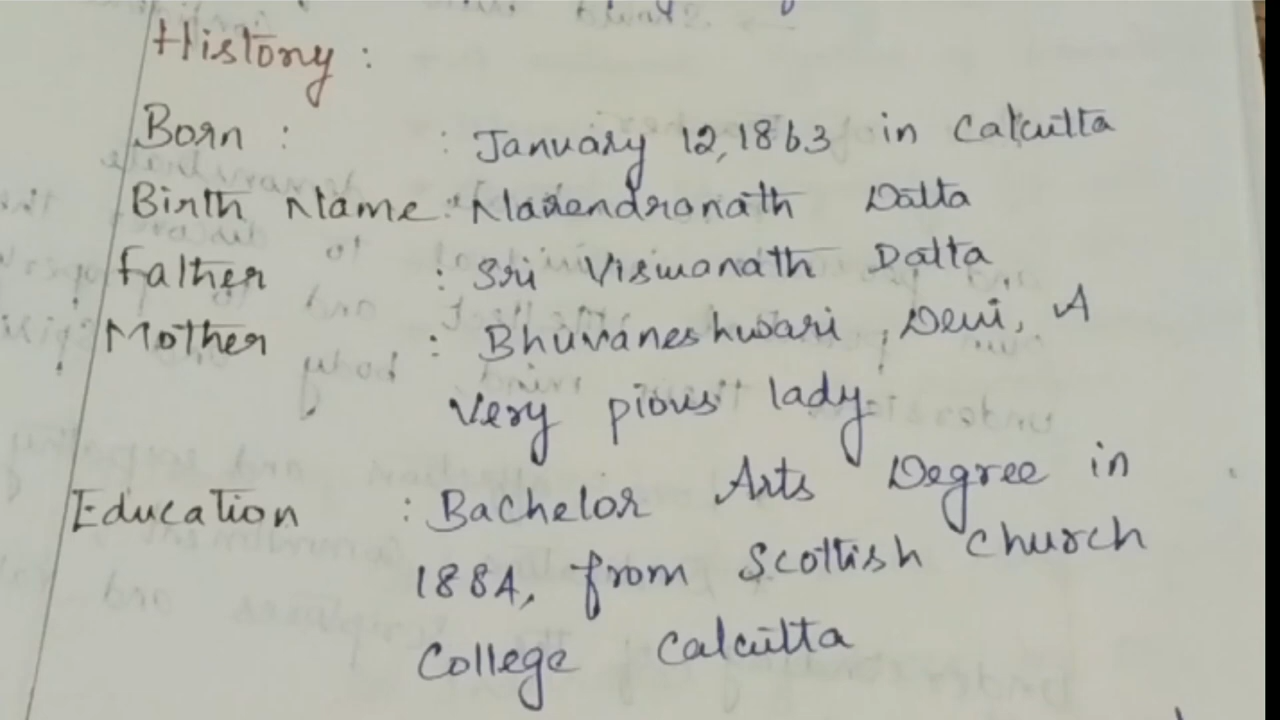 History :
Born : : January 12, 1863 in Calcutta
Birth Name : Narendranath Datta
Father : Sri Viswanath Datta
Mother : Bhuvaneshwari Devi, A
very pious lady.
Education : Bachelor Arts Degree in
1884, from Scottish Church
College Calcutta